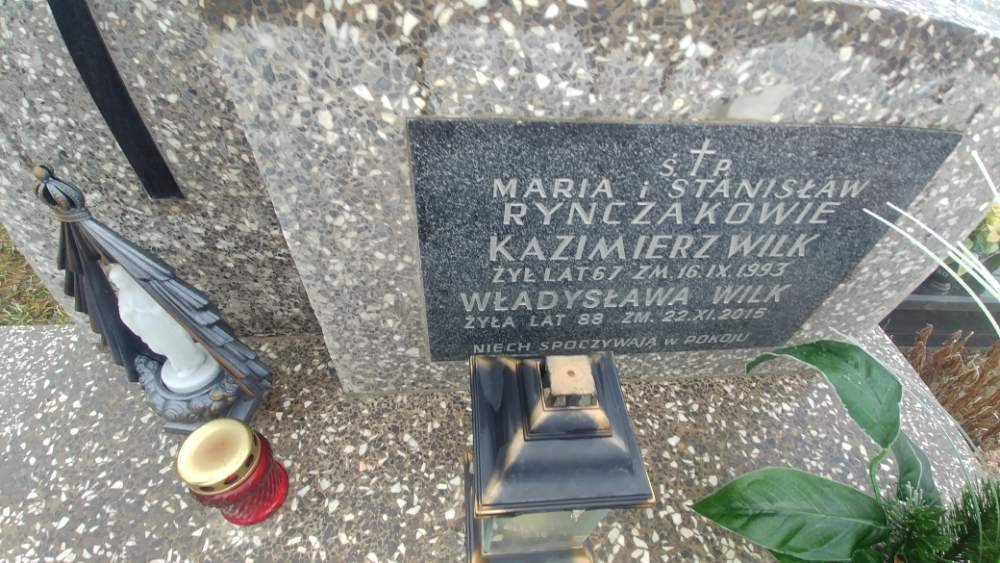 Ś. P.
MARIA i STANISŁAW
RYNCZAKOWIE
KAZIMIERZ WILK
ŻYŁ LAT 67 ZM. 16.IX.1993
WŁADYSŁAWA WILK
ŻYŁA LAT 88 ZM. 22.XI.2015
NIECH SPOCZYWAJĄ W POKOJU